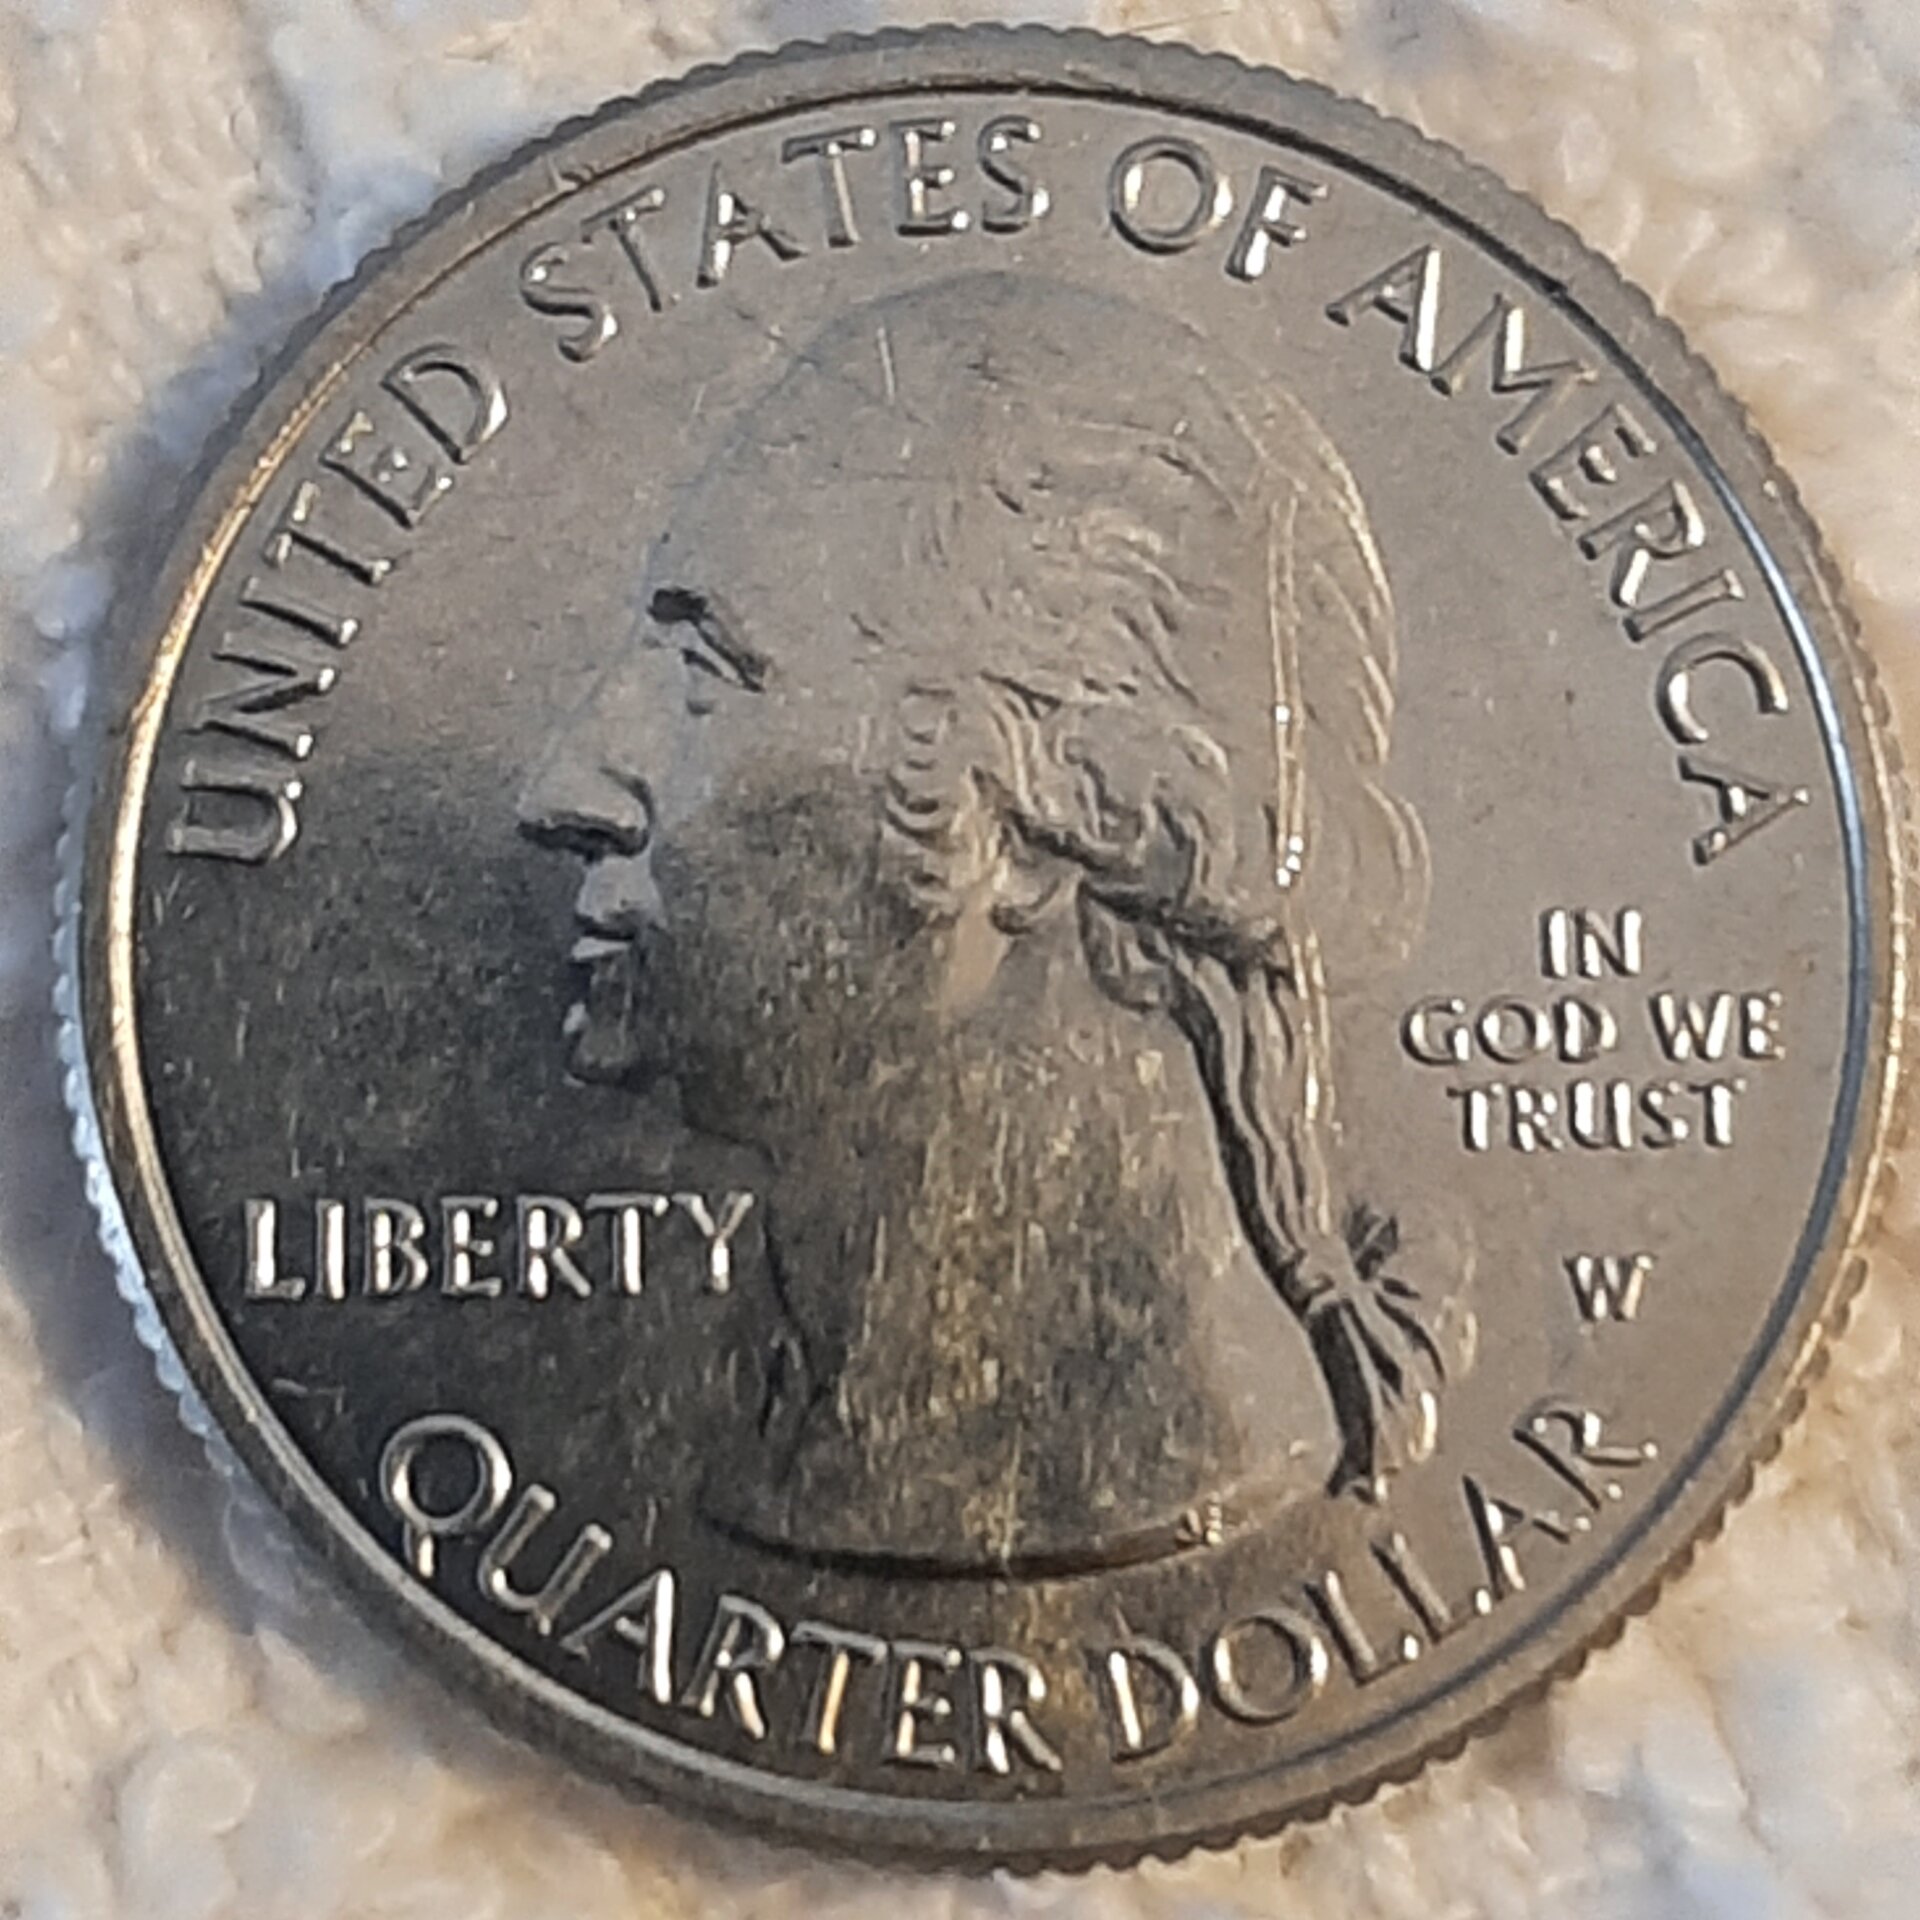 UNITED STATES OF AMERICA
IN
GOD WE
TRUST
LIBERTY
W
QUARTER DOLLAR